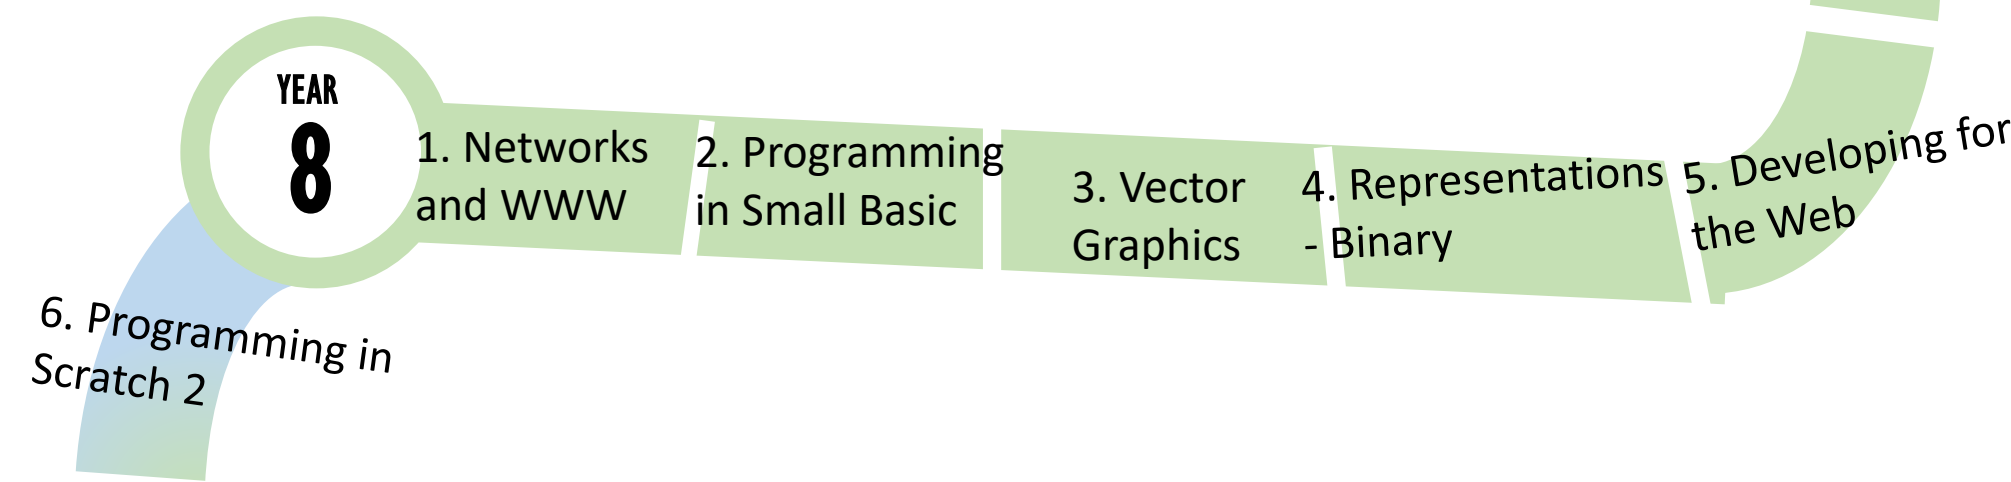 YEAR
8
1. Networks
and WWW
2. Programming
in Small Basic
3. Vector
Graphics
4. Representations
- Binary
5. Developing for
the Web
6. Programming in
Scratch 2